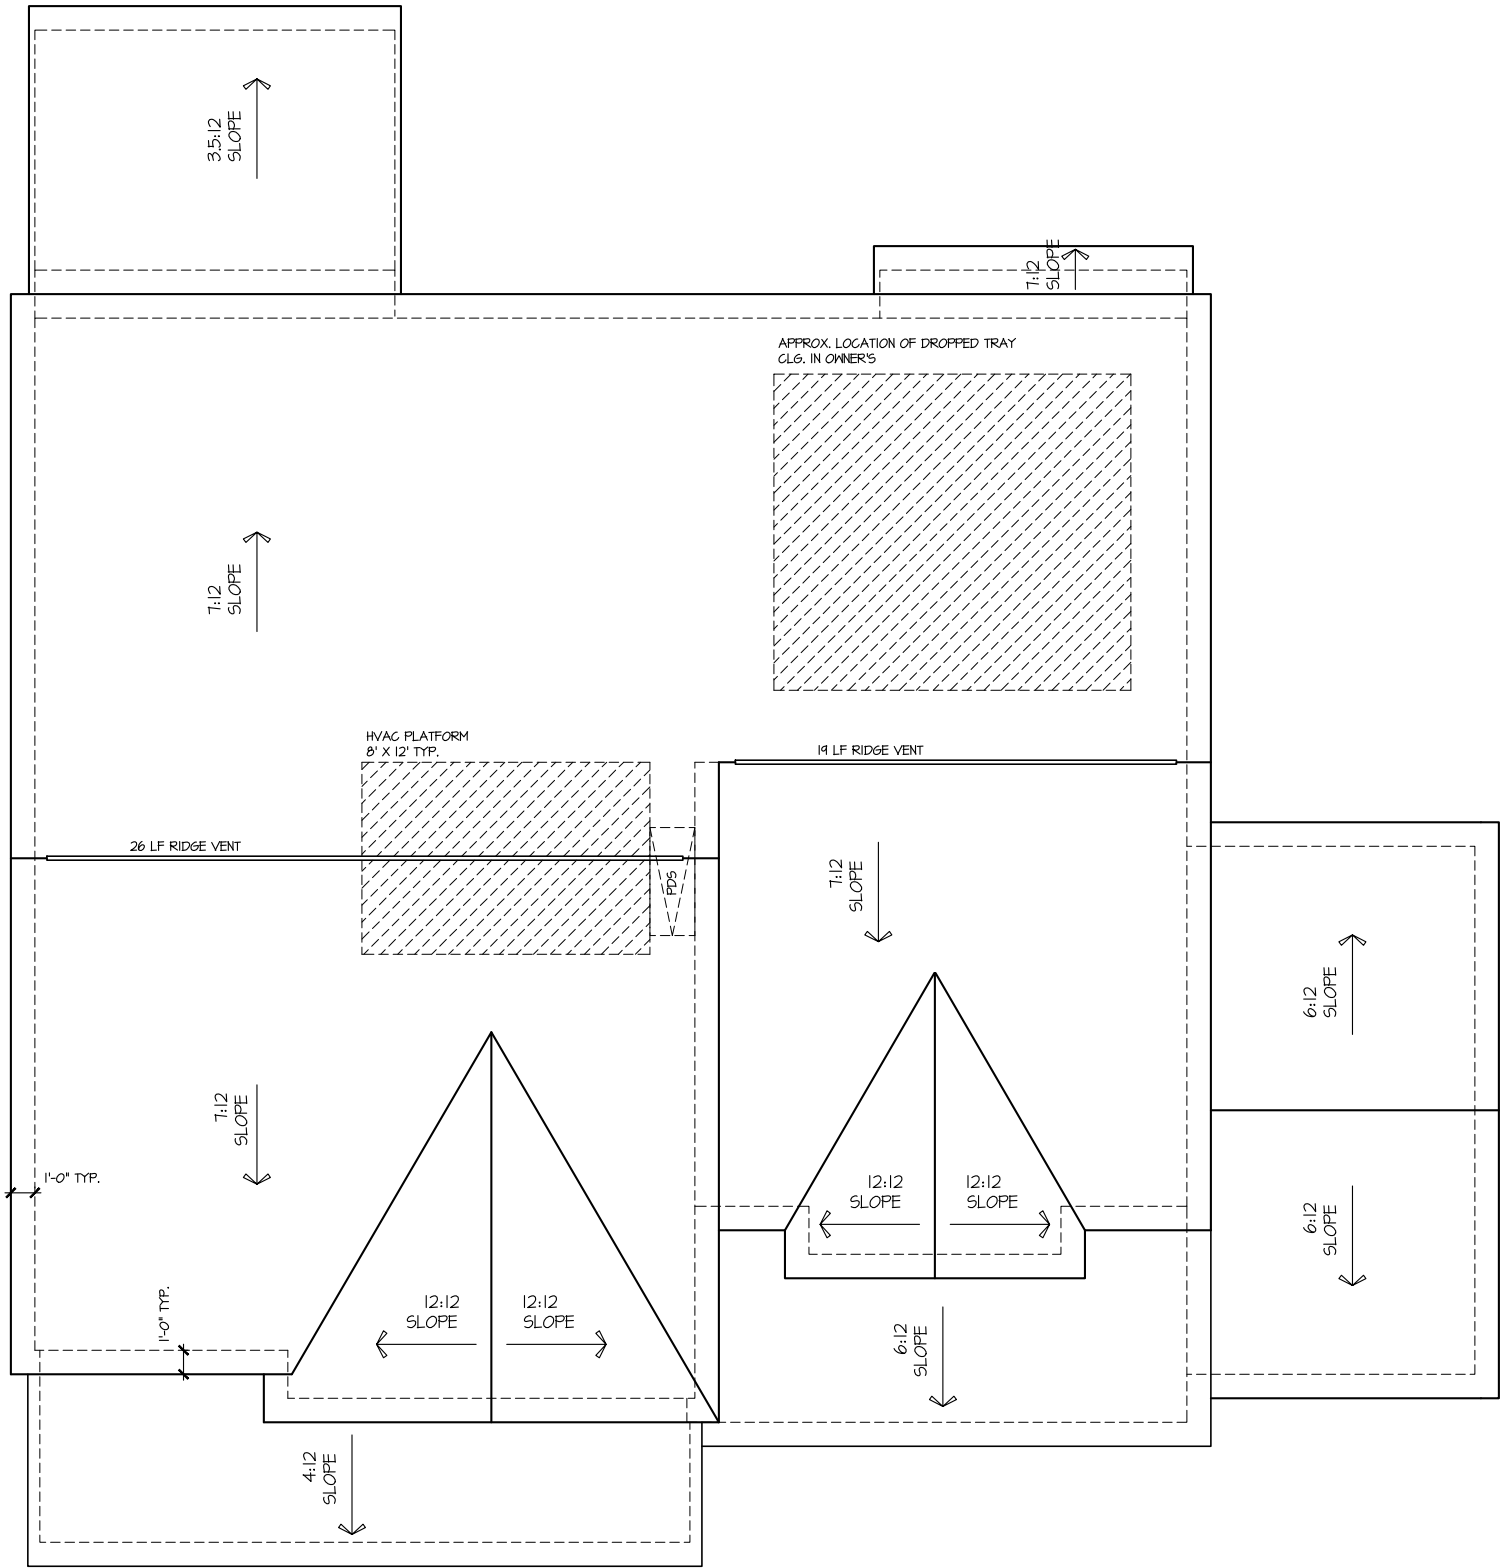 3.5:12
SLOPE
7:12
SLOPE
APPROX. LOCATION OF DROPPED TRAY
CLG. IN OWNER'S
7:12
SLOPE
HVAC PLATFORM
8' X 12' TYP.
19 LF RIDGE VENT
26 LF RIDGE VENT
PDS
7:12
SLOPE
6:12
SLOPE
7:12
SLOPE
1'-0" TYP.
12:12
SLOPE
12:12
SLOPE
6:12
SLOPE
1'-0" TYP.
12:12
SLOPE
12:12
SLOPE
6:12
SLOPE
4:12
SLOPE